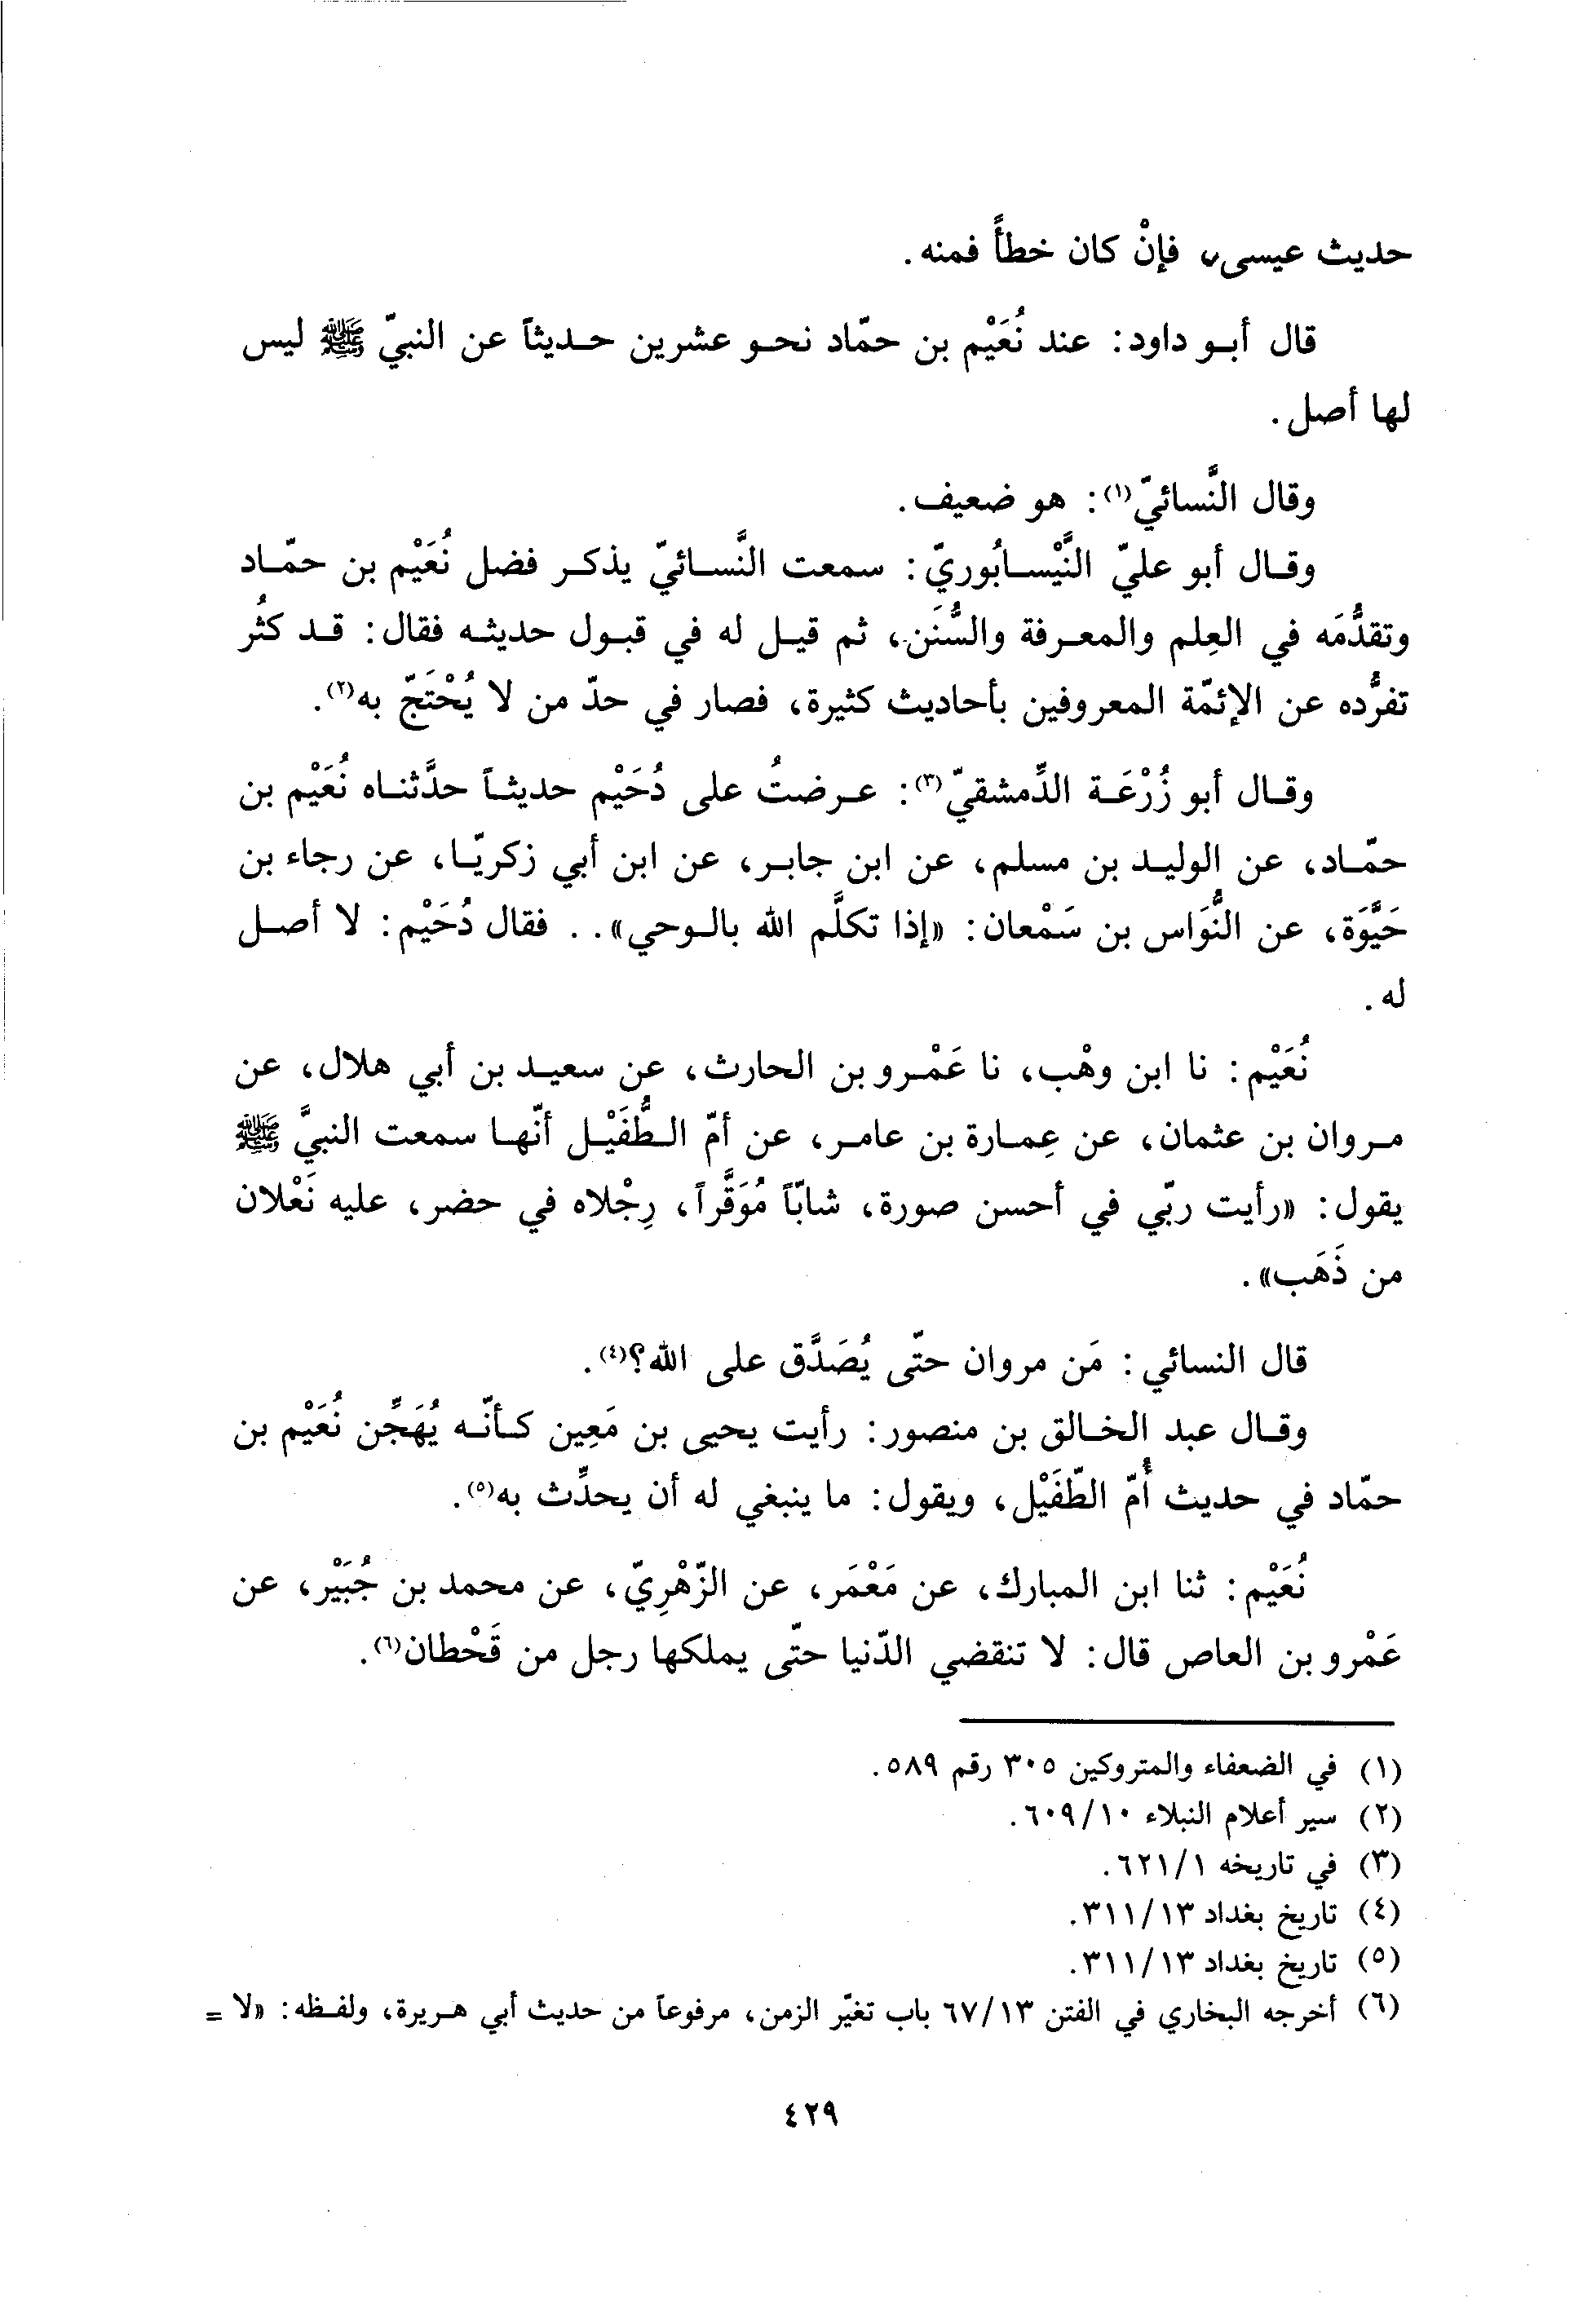 حديث عيسى، فإنْ كان خطأً فمنه.
قال أبو داود: عند نُعَيْم بن حمّاد نحو عشرين حديثاً عن النبيّ ﷺ ليس
لها أصل.
وقال النَّسائيّ(١): هو ضعيف.
وقال أبو عليّ النَّيْسابُوريّ: سمعت النَّسائيّ يذكر فضل نُعَيْم بن حمّاد
وتقدُّمَه في العِلم والمعرفة والسُّنَن، ثم قيل له في قبول حديثه فقال: قد كثُر
تفرُّده عن الإئمّة المعروفين بأحاديث كثيرة، فصار في حدّ من لا يُحْتَجّ به(٢).
وقال أبو زُرْعَة الدِّمشقيّ(٣): عرضتُ على دُحَيْم حديثاً حدَّثناه نُعَيْم بن
حمّاد، عن الوليد بن مسلم، عن ابن جابر، عن ابن أبي زكريّا، عن رجاء بن
حَيَّوَة، عن النُّوَاس بن سَمْعان: «إذا تكلَّم الله بالوحي».. فقال دُحَيْم: لا أصل
له.
نُعَيْم: نا ابن وهْب، نا عَمْرو بن الحارث، عن سعيد بن أبي هلال، عن
مروان بن عثمان، عن عِمارة بن عامر، عن أمّ الطُّفَيْل أنّها سمعت النبيَّ ﷺ
يقول: «رأيت ربّي في أحسن صورة، شابّاً مُوَقَّراً، رِجْلاه في حضر، عليه نَعْلان
من ذَهَب».
قال النسائي: مَن مروان حتّى يُصَدَّق على الله؟(٤).
وقال عبد الخالق بن منصور: رأيت يحيى بن مَعِين كأنّه يُهَجِّن نُعَيْم بن
حمّاد في حديث أُمّ الطّفَيْل، ويقول: ما ينبغي له أن يحدِّث به(٥).
نُعَيْم: ثنا ابن المبارك، عن مَعْمَر، عن الزّهْرِيّ، عن محمد بن جُبَيْر، عن
عَمْرو بن العاص قال: لا تنقضي الدّنيا حتّى يملكها رجل من قَحْطان(٦).
(١) في الضعفاء والمتروكين ٣٠٥ رقم ٥٨٩.
(٢) سير أعلام النبلاء ٦٠٩/١٠.
(٣) في تاريخه ٦٢١/١.
(٤) تاريخ بغداد ٣١١/١٣.
(٥) تاريخ بغداد ٣١١/١٣.
(٦) أخرجه البخاري في الفتن ٦٧/١٣ باب تغيّر الزمن، مرفوعاً من حديث أبي هريرة، ولفظه: «لا =
٤٢٩